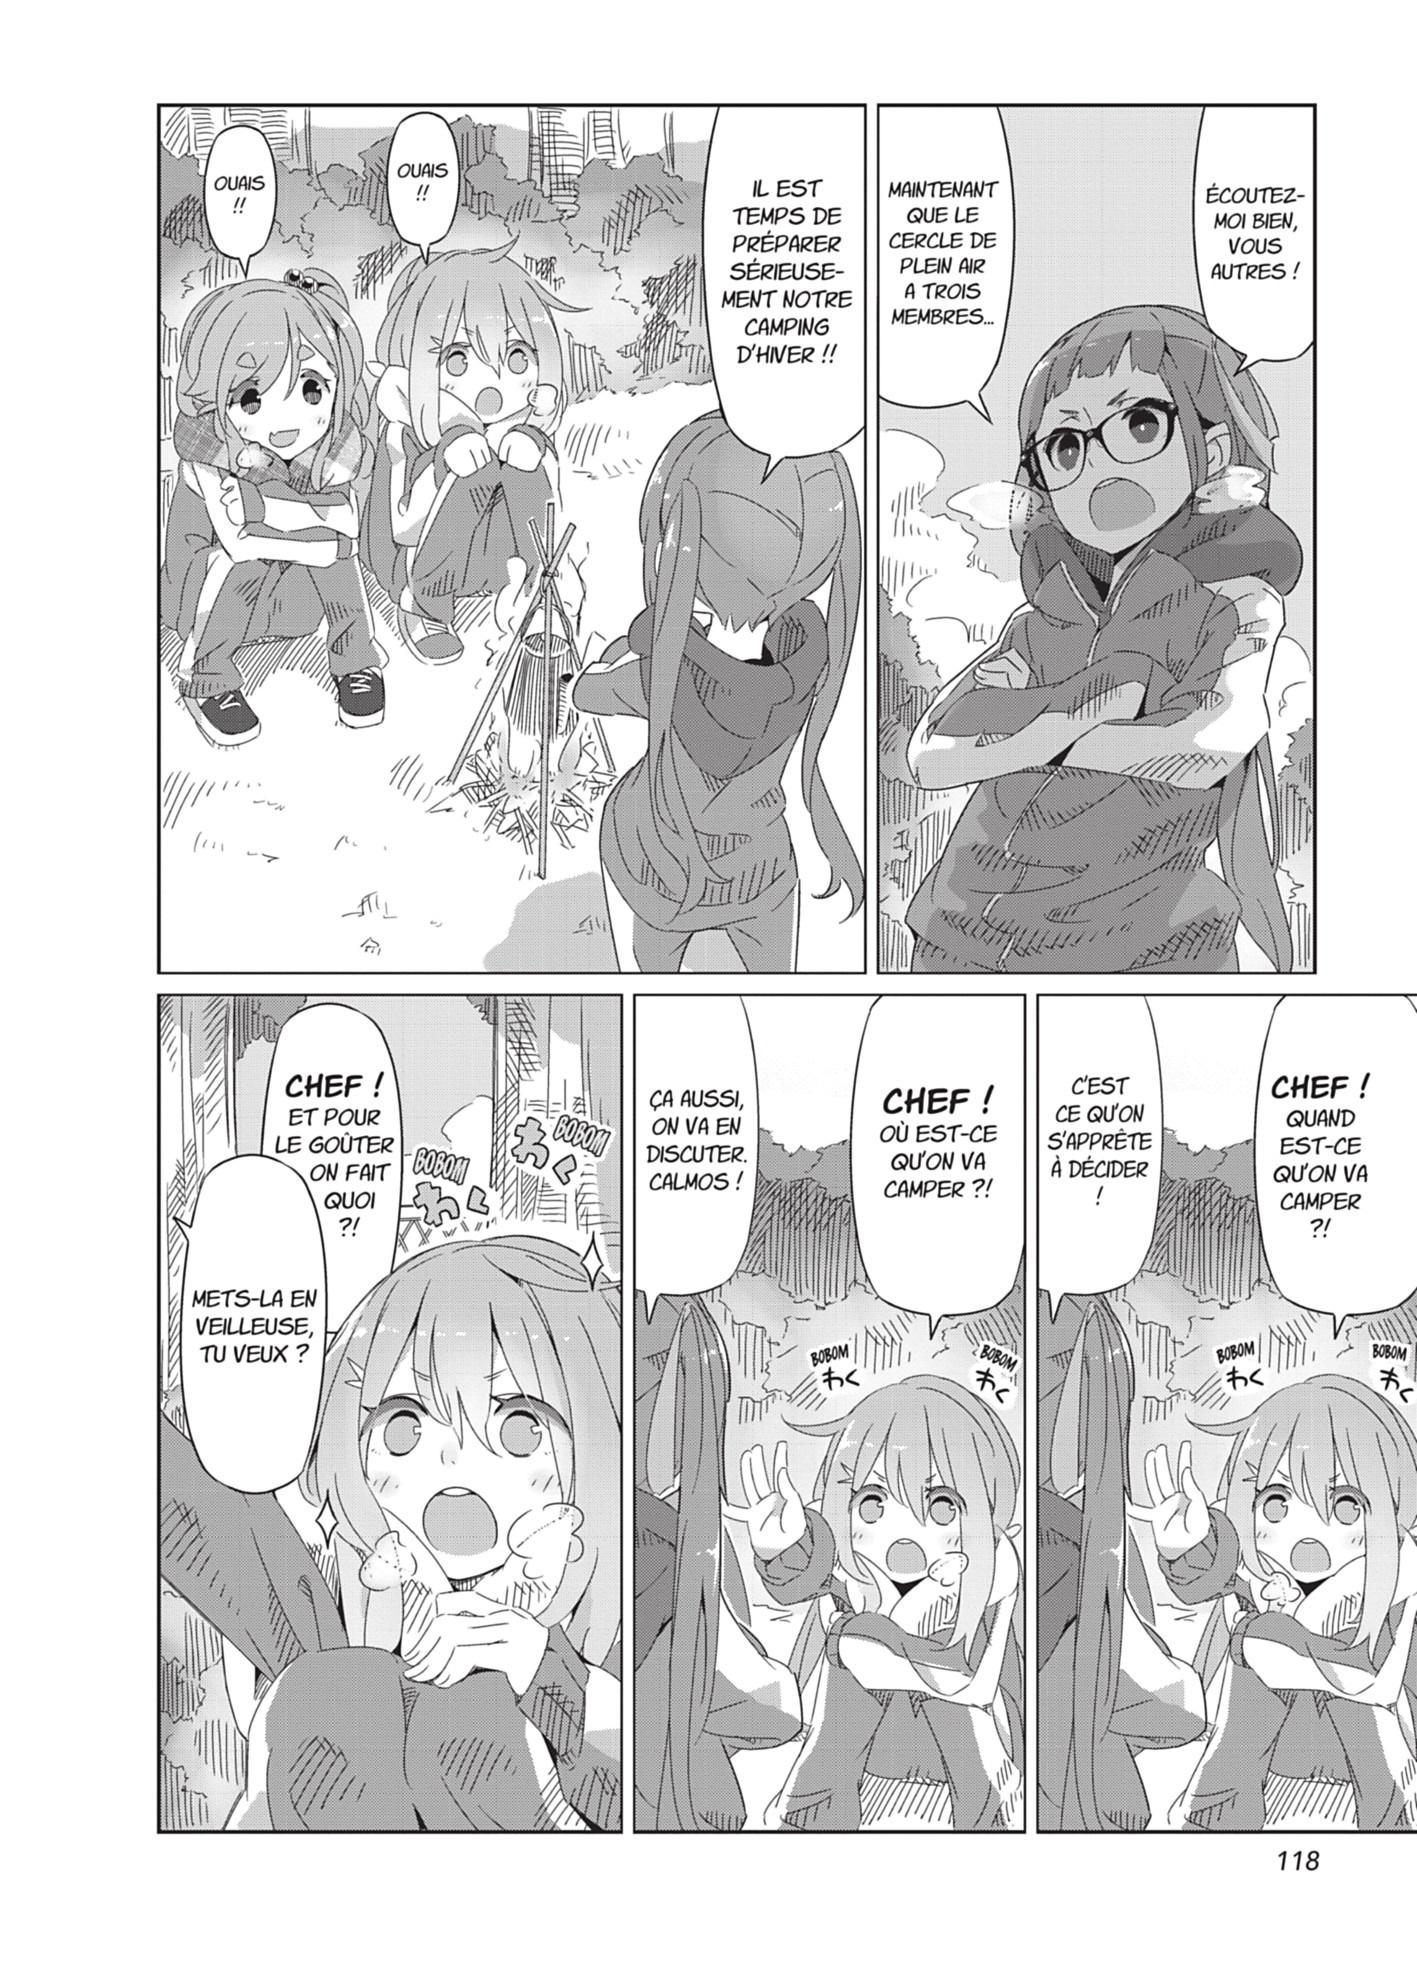 ÉCOUTEZ-
MOI BIEN,
VOUS
AUTRES !
MAINTENANT
QUE LE
CERCLE DE
PLEIN AIR
A TROIS
MEMBRES...
IL EST
TEMPS DE
PRÉPARER
SÉRIEUSE-
MENT NOTRE
CAMPING
D'HIVER !!
OUAIS
!!
OUAIS
!!
CHEF !
QUAND
EST-CE
QU'ON VA
CAMPER
?!
C'EST
CE QU'ON
S'APPRÊTE
À DÉCIDER
!
BOBOM
わく
BOBOM
わく
CHEF !
OÙ EST-CE
QU'ON VA
CAMPER ?!
ÇA AUSSI,
ON VA EN
DISCUTER.
CALMOS !
BOBOM
わく
BOBOM
わく
CHEF !
ET POUR
LE GOÛTER
ON FAIT
QUOI
?!
BOBOM
わく
BOBOM
わく
METS-LA EN
VEILLEUSE,
TU VEUX ?
118